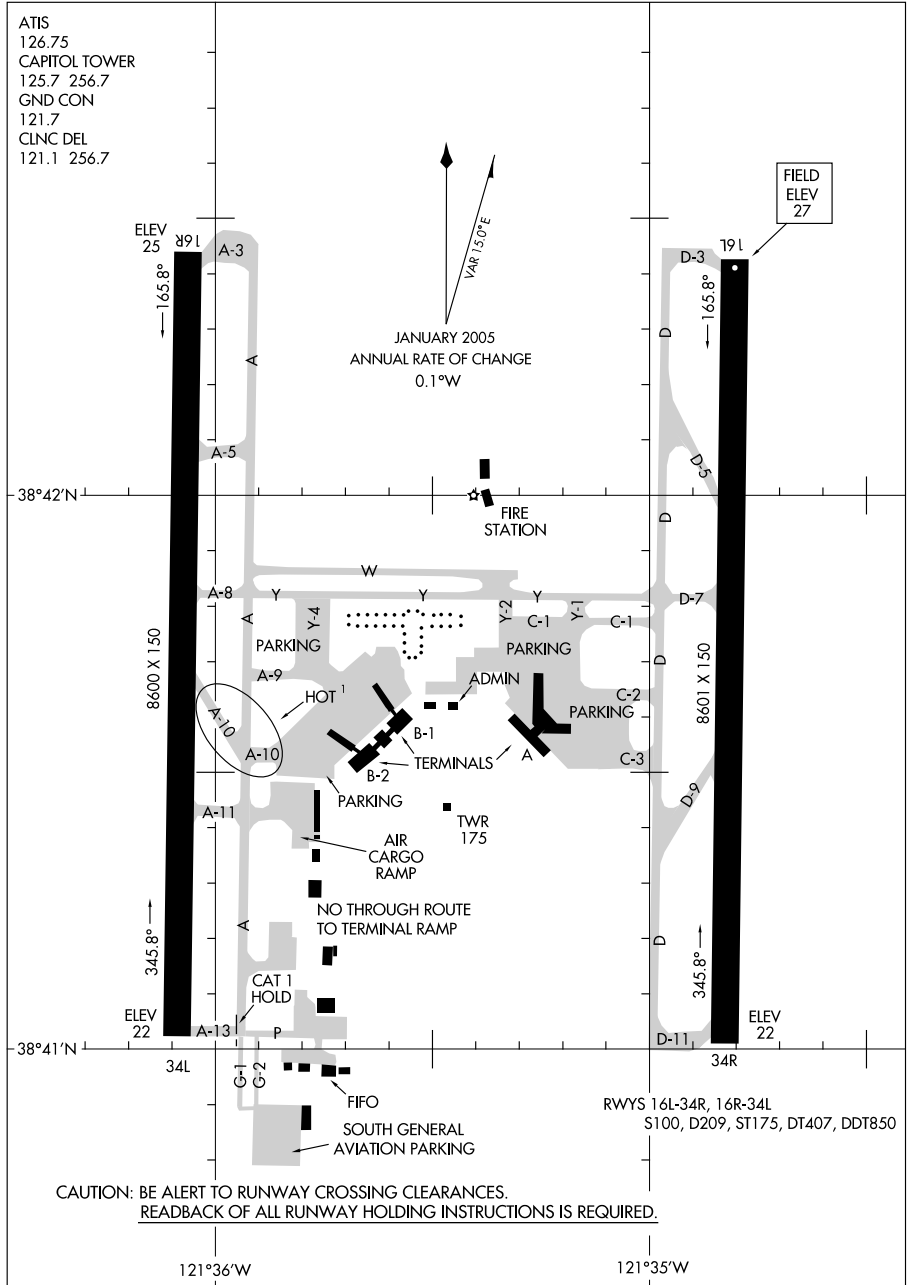 ATIS
126.75
CAPITOL TOWER
125.7 256.7
GND CON
121.7
CLNC DEL
121.1 256.7
FIELD
ELEV
27
VAR 15.0°E
JANUARY 2005
ANNUAL RATE OF CHANGE
0.1°W
ELEV
25
16R
A-3
165.8°
A
16L
D-3
165.8°
D
A-5
D-5
38°42'N
FIRE
STATION
D
W
A-8
Y
Y
Y
D-7
A
Y-4
Y-2
Y-1
C-1
C-1
PARKING
PARKING
8600 X 150
8601 X 150
D
A-9
HOT 1
ADMIN
C-2
PARKING
A-10
A-10
B-1
TERMINALS
A
C-3
B-2
PARKING
D-9
A-11
TWR
175
AIR
CARGO
RAMP
NO THROUGH ROUTE
TO TERMINAL RAMP
A
D
345.8°
345.8°
CAT 1
HOLD
ELEV
22
A-13
P
ELEV
22
D-11
38°41'N
34L
34R
G-1
G-2
FIFO
RWYS 16L-34R, 16R-34L
S100, D209, ST175, DT407, DDT850
SOUTH GENERAL
AVIATION PARKING
CAUTION: BE ALERT TO RUNWAY CROSSING CLEARANCES.
READBACK OF ALL RUNWAY HOLDING INSTRUCTIONS IS REQUIRED.
121°36'W
121°35'W